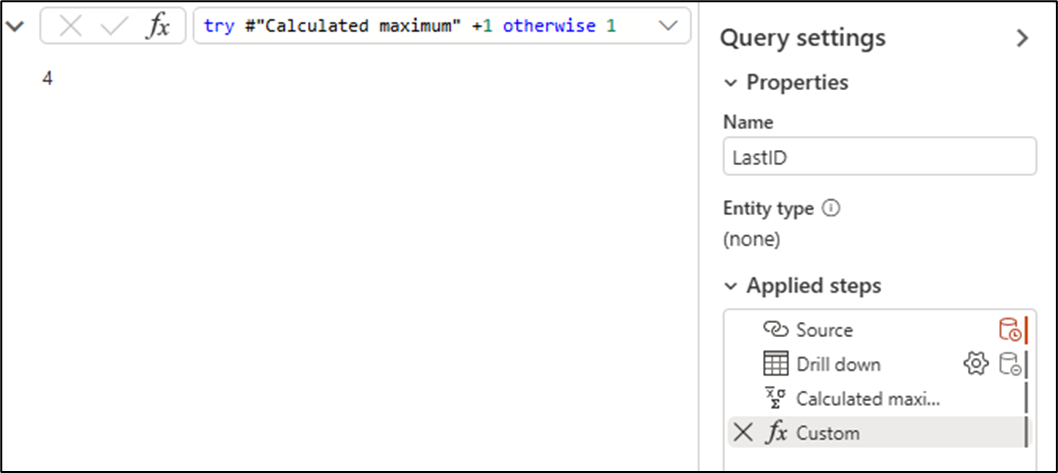 fx
try #"Calculated maximum" +1 otherwise 1
4
Query settings
Properties
Name
LastID
Entity type
(none)
Applied steps
Source
Drill down
Calculated maxi...
fx Custom